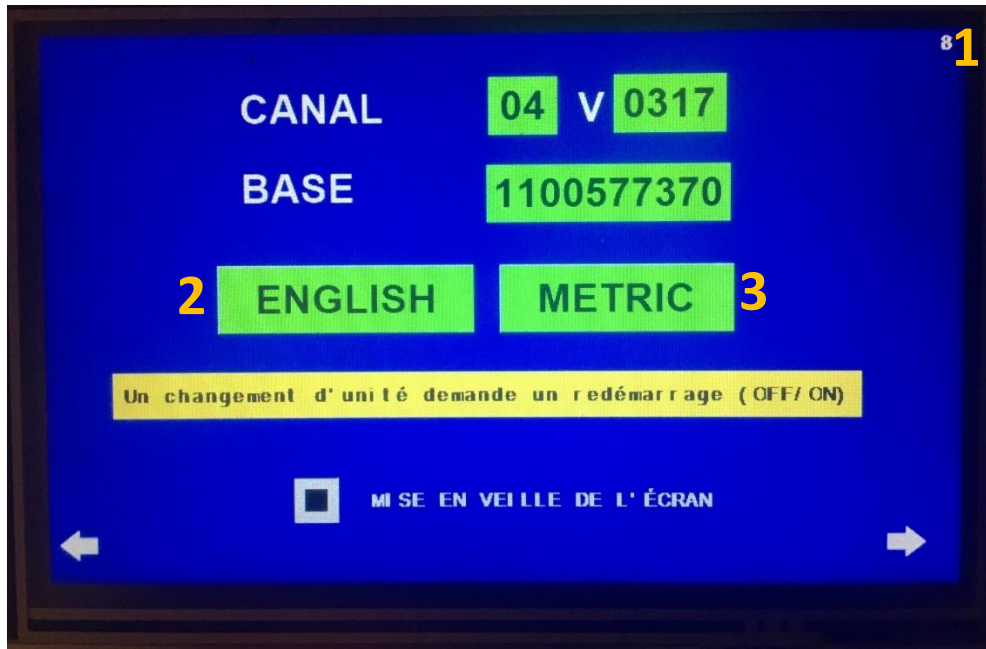 8 1
CANAL 04 V 0317
BASE 1100577370
2 ENGLISH METRIC 3
Un changement d'unité demande un redémarrage (OFF/ON)
MISE EN VEILLE DE L'ÉCRAN